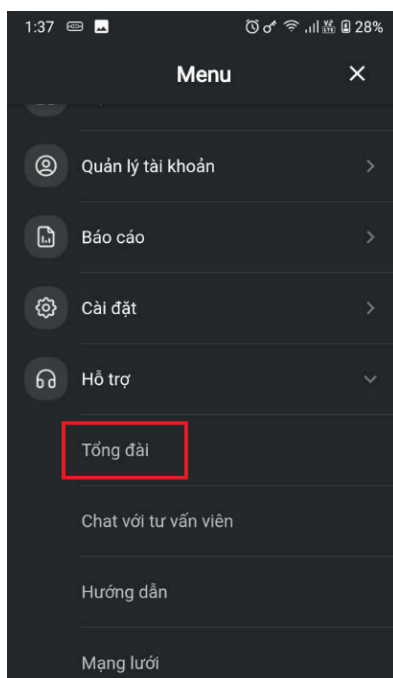 1:37 28%
Menu
Quản lý tài khoản
Báo cáo
Cài đặt
Hỗ trợ
Tổng đài
Chat với tư vấn viên
Hướng dẫn
Mạng lưới